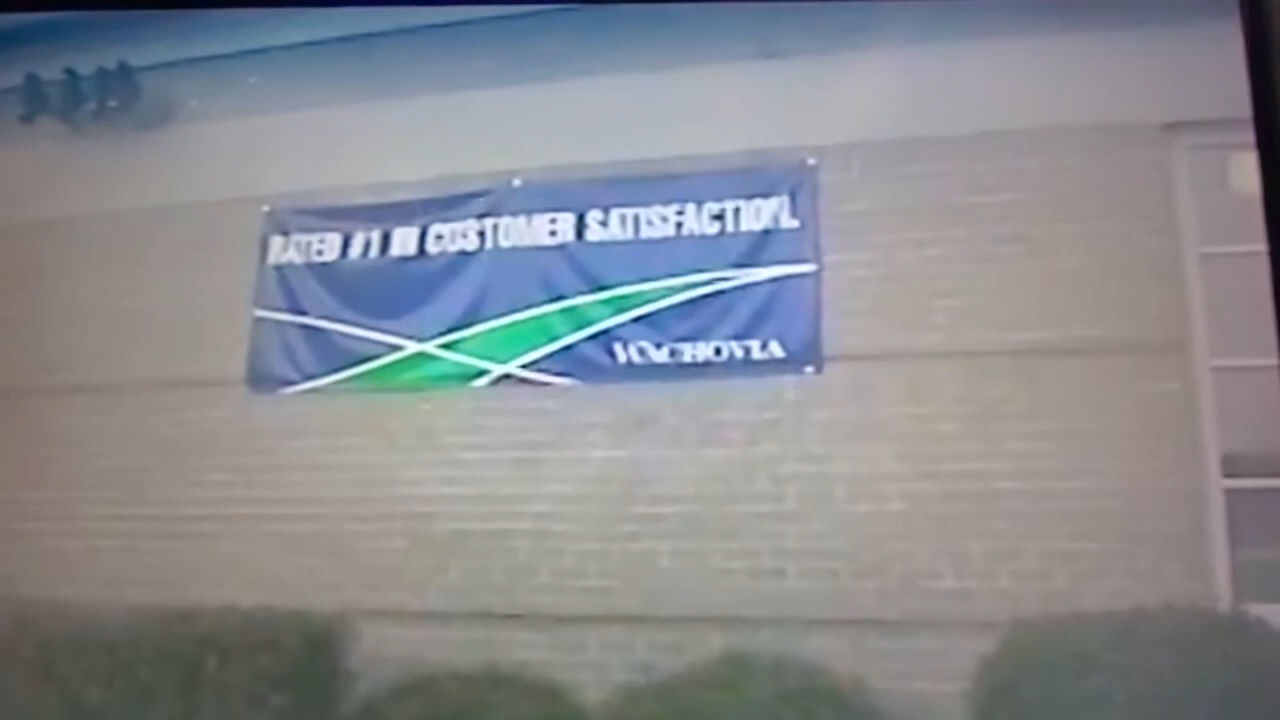 RATED #1 IN CUSTOMER SATISFACTION.
WACHOVIA